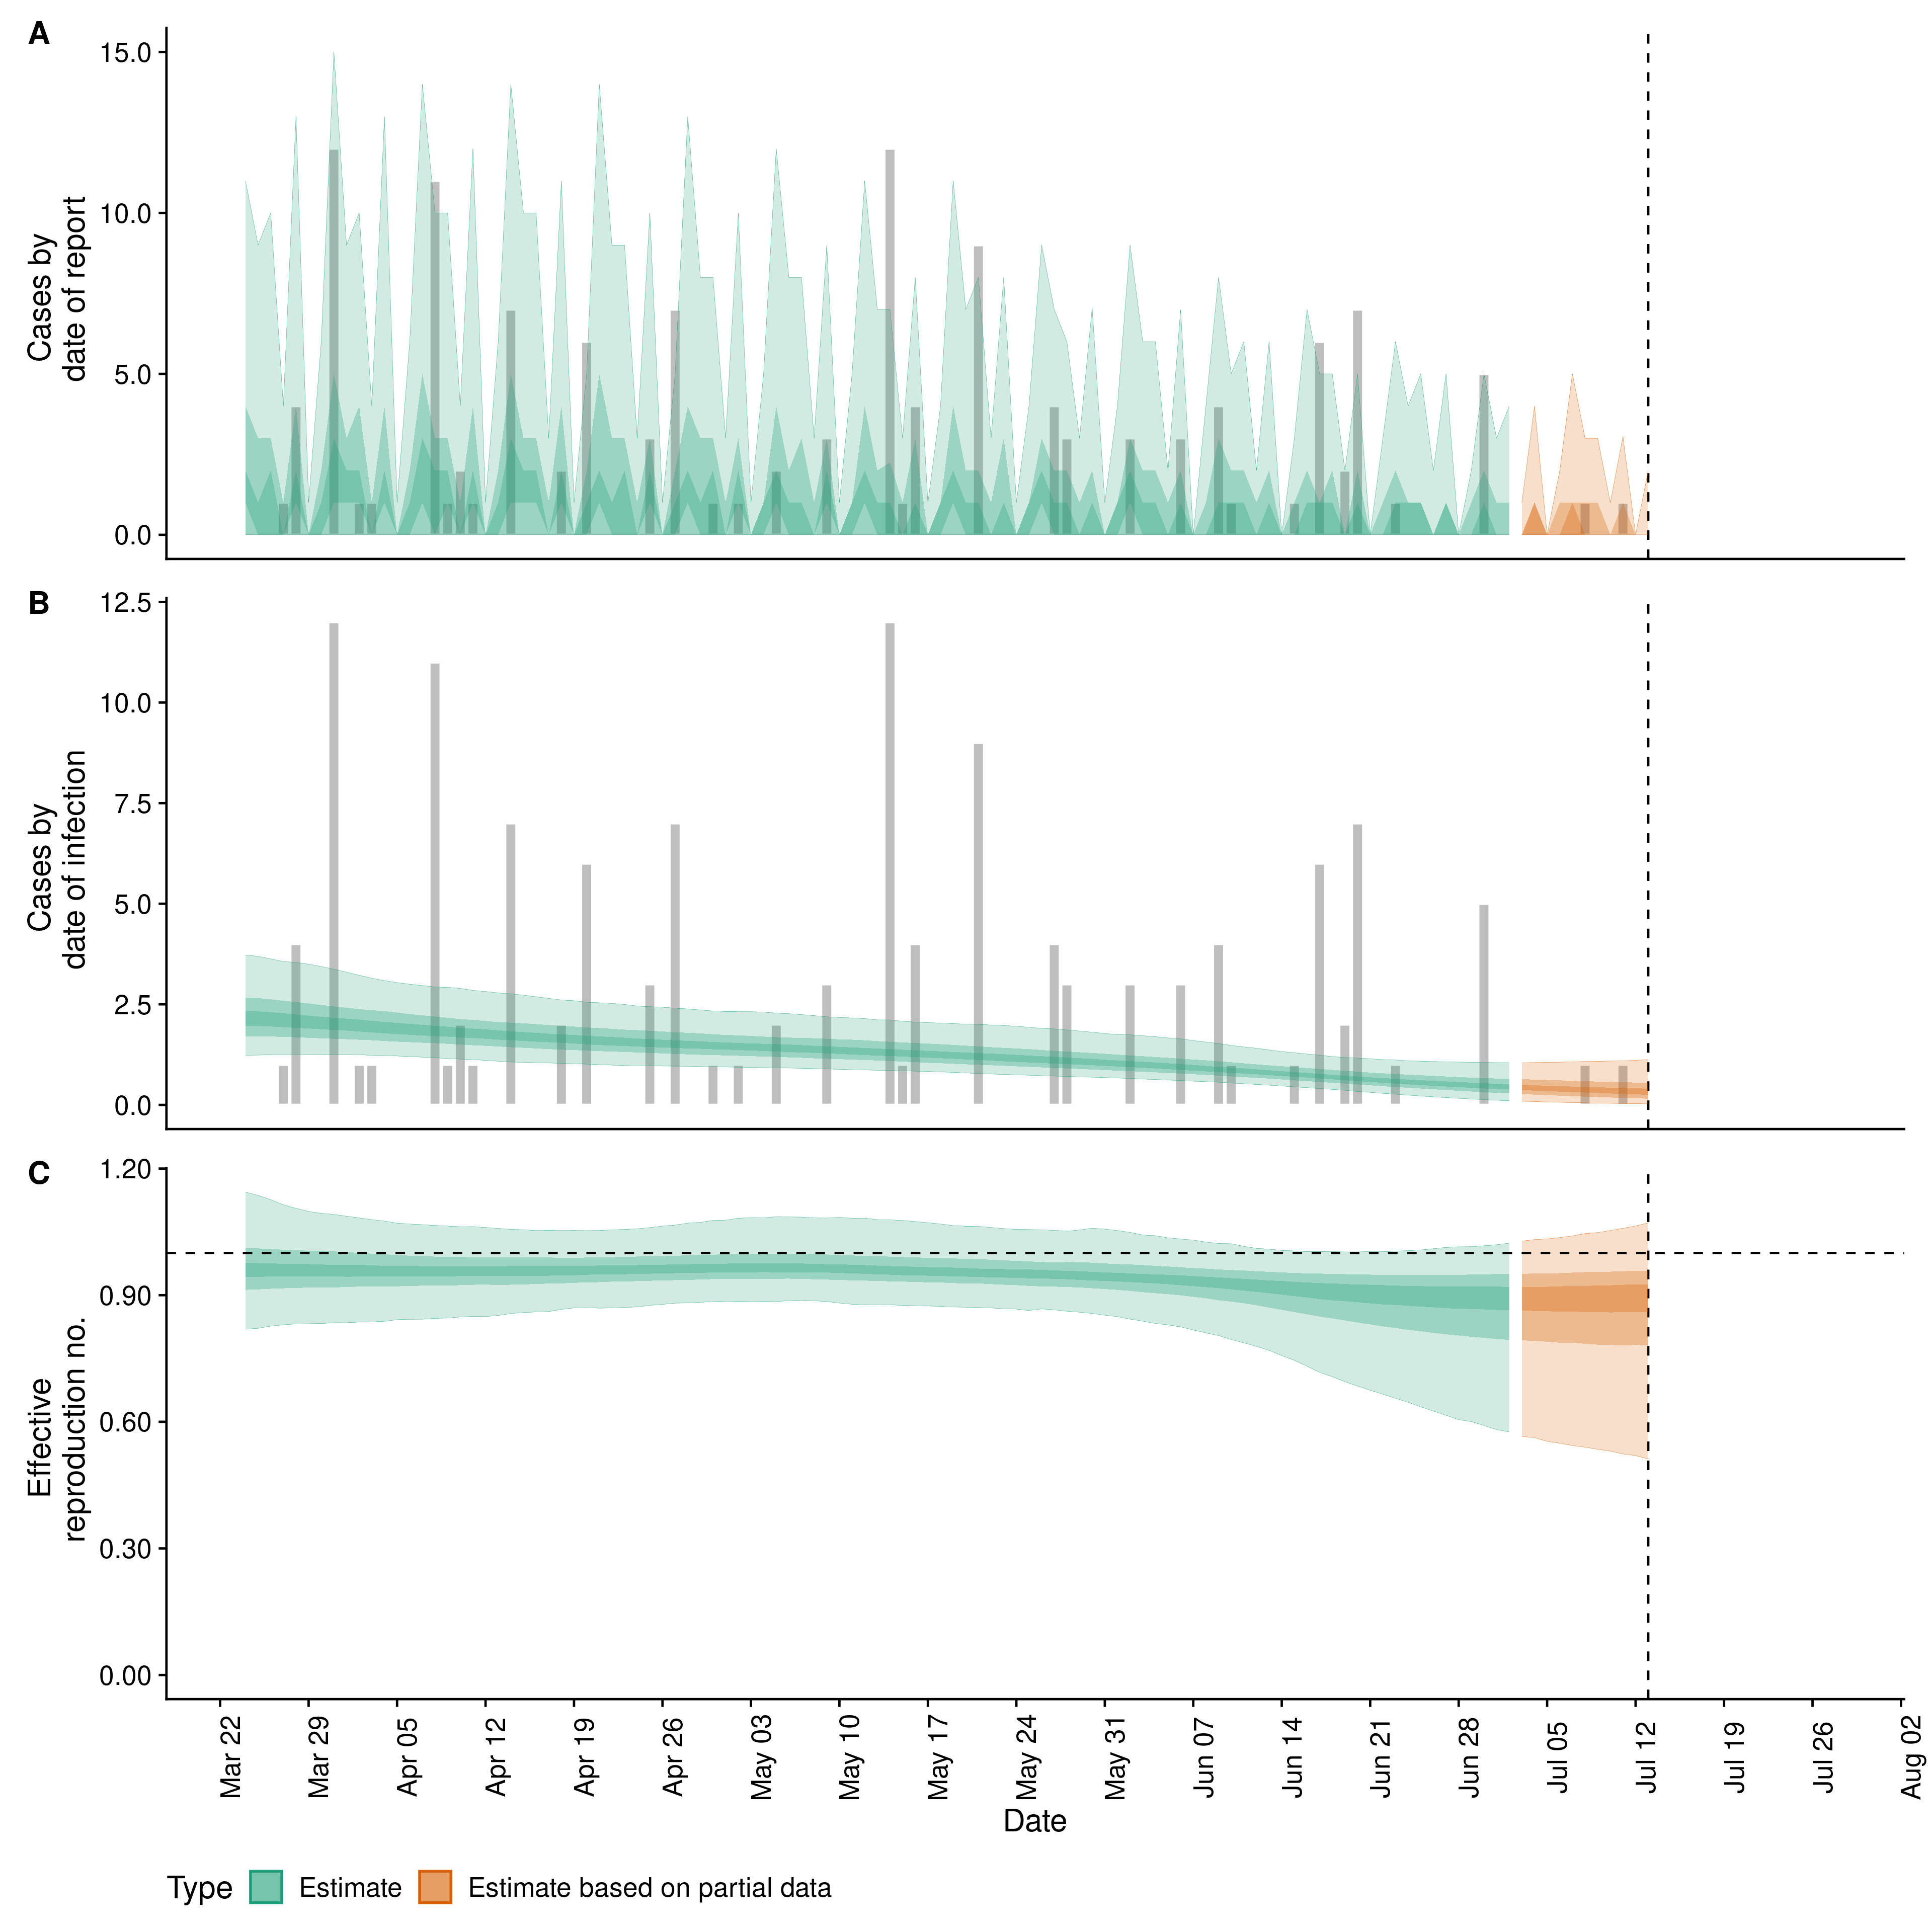 A
15.0
10.0
5.0
0.0
Cases by
date of report
B
12.5
10.0
7.5
5.0
2.5
0.0
Cases by
date of infection
C
1.20
0.90
0.60
0.30
0.00
Effective
reproduction no.
Mar 22
Mar 29
Apr 05
Apr 12
Apr 19
Apr 26
May 03
May 10
May 17
May 24
May 31
Jun 07
Jun 14
Jun 21
Jun 28
Jul 05
Jul 12
Jul 19
Jul 26
Aug 02
Date
Type Estimate Estimate based on partial data